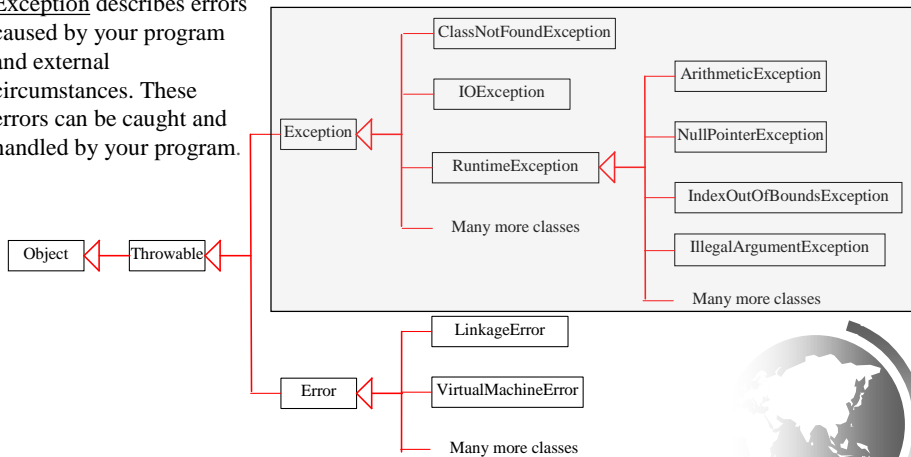 Exception describes errors
caused by your program
and external
circumstances. These
errors can be caught and
handled by your program.
ClassNotFoundException
IOException
Exception
RuntimeException
Many more classes
ArithmeticException
NullPointerException
IndexOutOfBoundsException
IllegalArgumentException
Many more classes
Object
Throwable
LinkageError
Error
VirtualMachineError
Many more classes